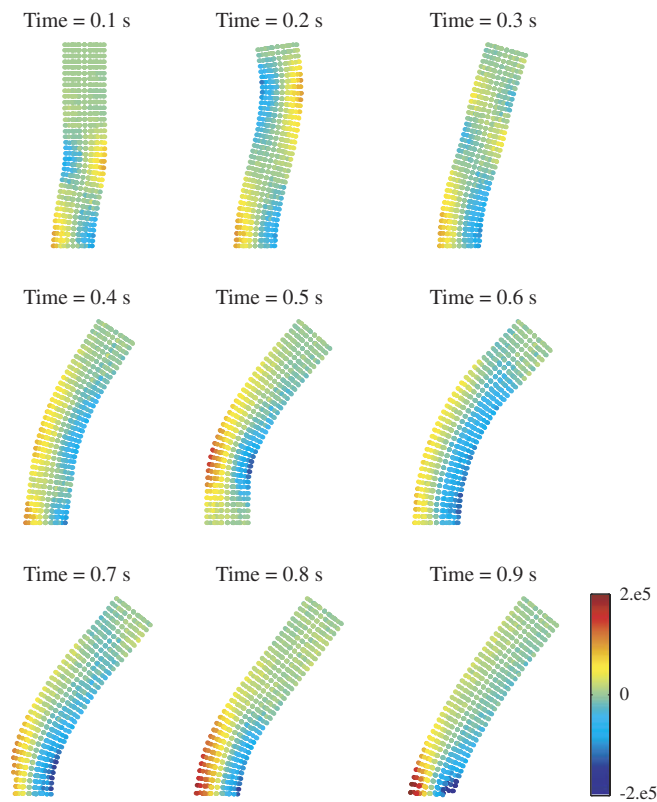 Time = 0.1 s
Time = 0.2 s
Time = 0.3 s
Time = 0.4 s
Time = 0.5 s
Time = 0.6 s
Time = 0.7 s
Time = 0.8 s
Time = 0.9 s
2.e5
0
-2.e5